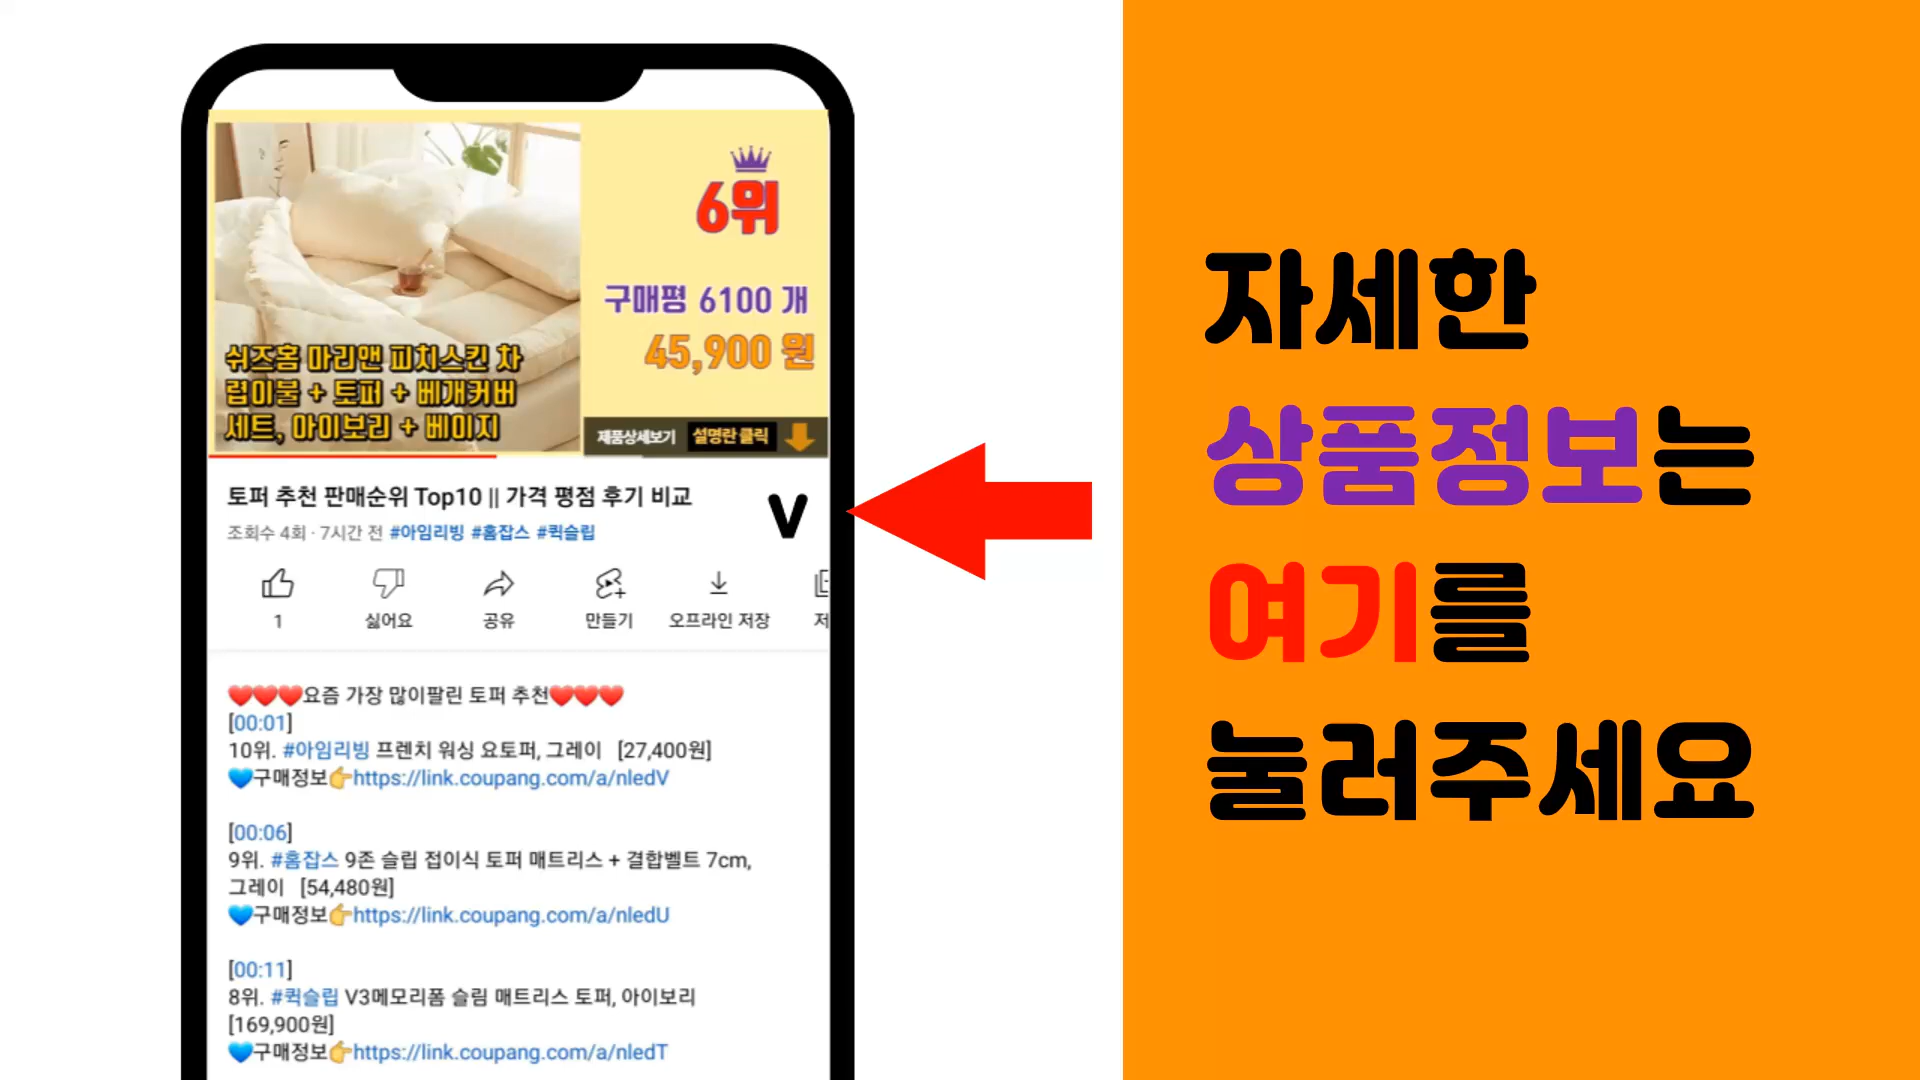 6위
구매평 6100 개
45,900 원
쉬즈홈 마리앤 피치스킨 차
렵이불 + 토퍼 + 베개커버
세트, 아이보리 + 베이지
제품상세보기 설명란 클릭
토퍼 추천 판매순위 Top10 || 가격 평점 후기 비교
V
조회수 4회 · 7시간 전 #아임리빙 #홈잡스 #퀵슬립
1 싫어요 공유 만들기 오프라인 저장 저
❤❤❤요즘 가장 많이팔린 토퍼 추천❤❤❤
[00:01]
10위. #아임리빙 프렌치 워싱 요토퍼, 그레이 [27,400원]
💙구매정보👉https://link.coupang.com/a/nledV
[00:06]
9위. #홈잡스 9존 슬립 접이식 토퍼 매트리스 + 결합벨트 7cm,
그레이 [54,480원]
💙구매정보👉https://link.coupang.com/a/nledU
[00:11]
8위. #퀵슬립 V3메모리폼 슬림 매트리스 토퍼, 아이보리
[169,900원]
💙구매정보👉https://link.coupang.com/a/nledT
자세한
상품정보는
여기를
눌러주세요